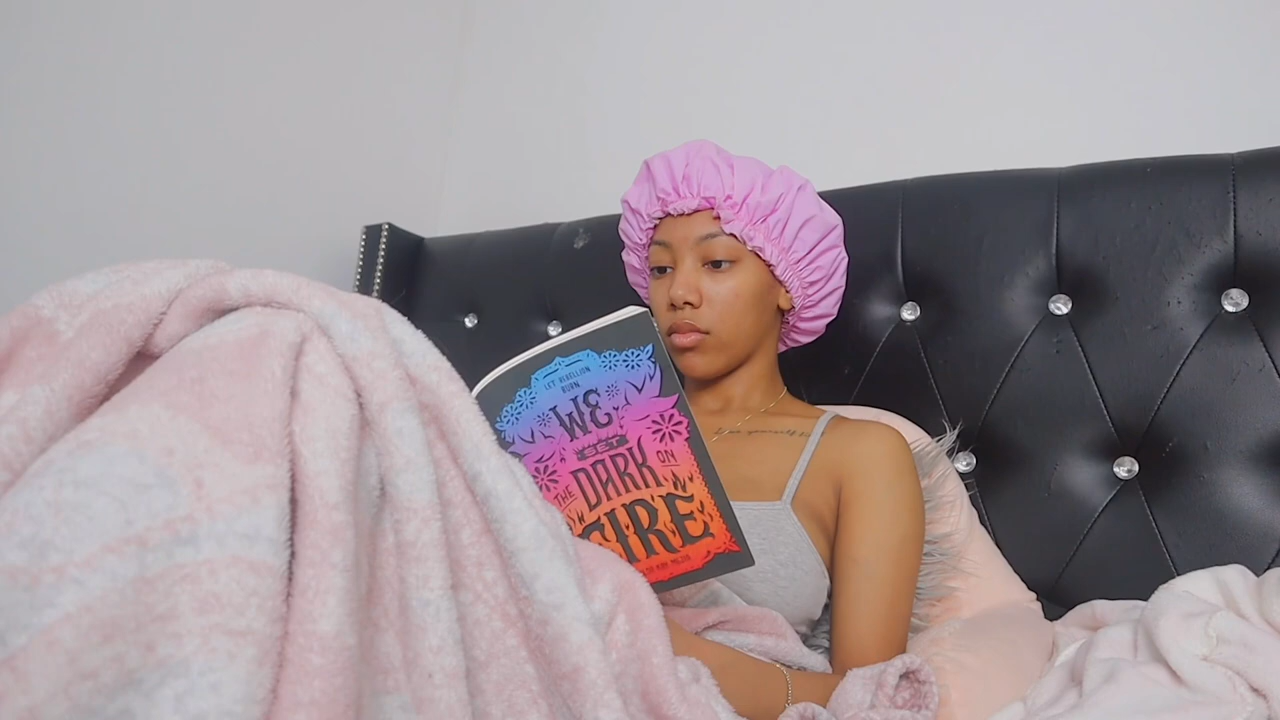 LET REBELLION
BURN
WE
SET
THE DARK ON
FIRE